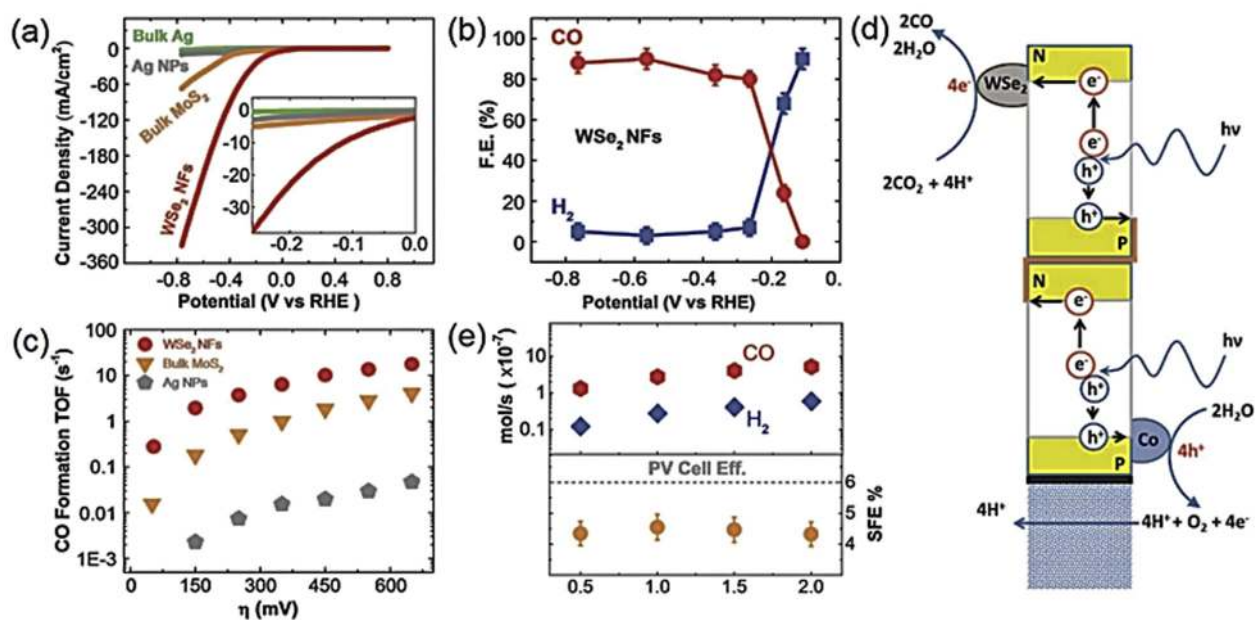 (a)
Bulk Ag
Ag NPs
Bulk MoS₂
WSe₂ NFs
0
-60
-120
-180
-240
-300
-360
Current Density (mA/cm²)
0
-10
-20
-30
-0.2 -0.1 0.0
-0.8 -0.4 0.0 0.4 0.8
Potential (V vs RHE )
(b)
CO
WSe₂ NFs
H₂
100
80
60
40
20
0
F.E. (%)
-0.8 -0.6 -0.4 -0.2 0.
Potential (V vs RHE)
(c)
WSe₂ NFs
Bulk MoS₂
Ag NPs
100
10
1
0.1
0.01
1E-3
CO Formation TOF (s⁻¹)
0 150 300 450 600
η (mV)
(e)
CO
H₂
10
1
0.1
mol/s ( ×10⁻⁷)
PV Cell Eff.
6
5
4
SFE %
0.5 1.0 1.5 2.0
(d)
2CO
2H₂O
4e⁻
WSe₂
2CO₂ + 4H⁺
N
e⁻
e⁻
h⁺
hν
h⁺
P
N
e⁻
e⁻
h⁺
hν
h⁺
P
Co
2H₂O
4h⁺
4H⁺
4H⁺ + O₂ + 4e⁻